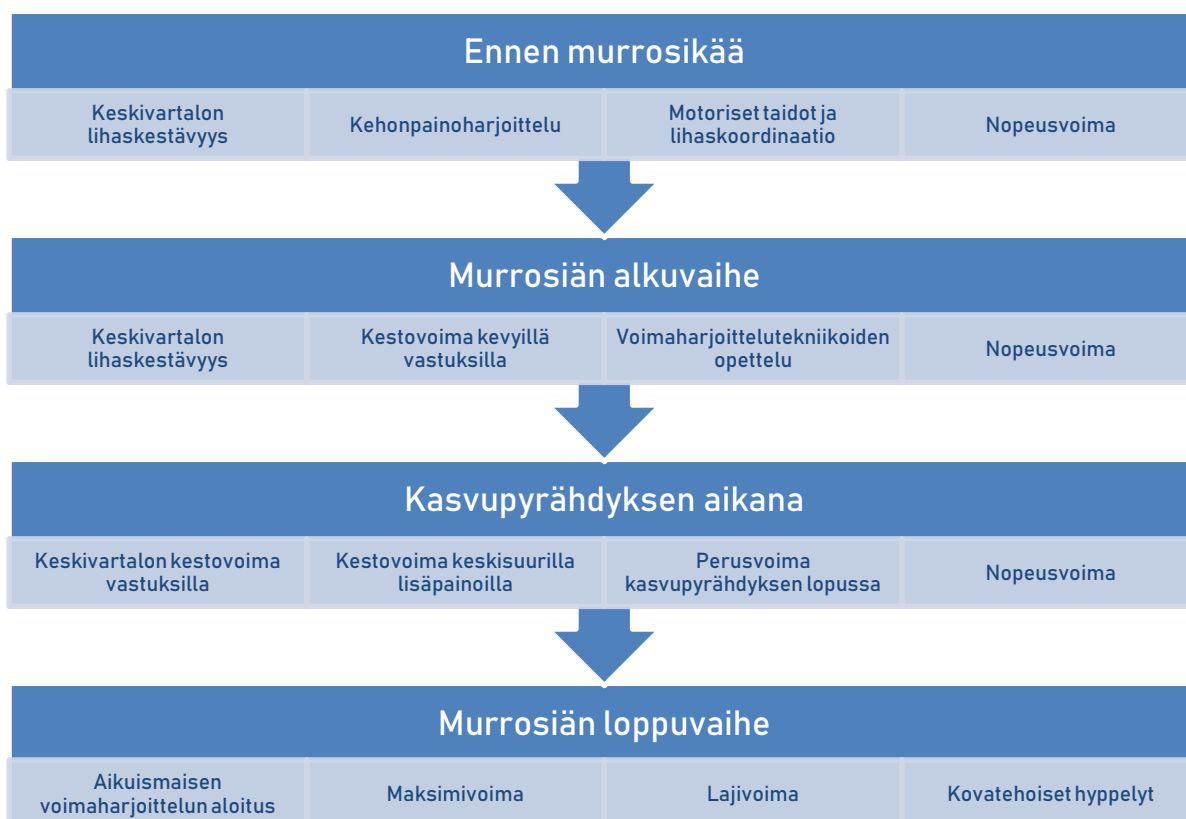 Ennen murrosikää
Keskivartalon
lihaskestävyys
Kehonpainoharjoittelu
Motoriset taidot ja
lihaskoordinaatio
Nopeusvoima
Murrosiän alkuvaihe
Keskivartalon
lihaskestävyys
Kestovoima kevyillä
vastuksilla
Voimaharjoittelutekniikoiden
opettelu
Nopeusvoima
Kasvupyrähdyksen aikana
Keskivartalon kestovoima
vastuksilla
Kestovoima keskisuurilla
lisäpainoilla
Perusvoima
kasvupyrähdyksen lopussa
Nopeusvoima
Murrosiän loppuvaihe
Aikuismaisen
voimaharjoittelun aloitus
Maksimivoima
Lajivoima
Kovatehoiset hyppelyt